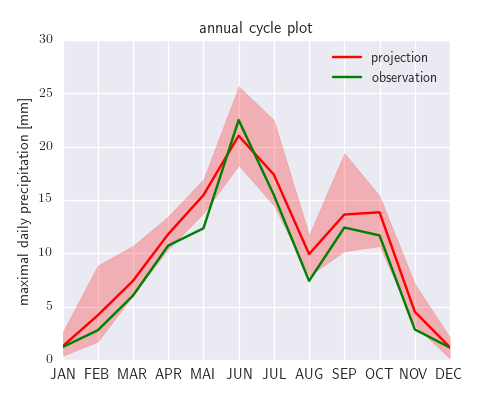 annual cycle plot
maximal daily precipitation [mm]
30
25
20
15
10
5
0
projection
observation
JAN FEB MAR APR MAI JUN JUL AUG SEP OCT NOV DEC